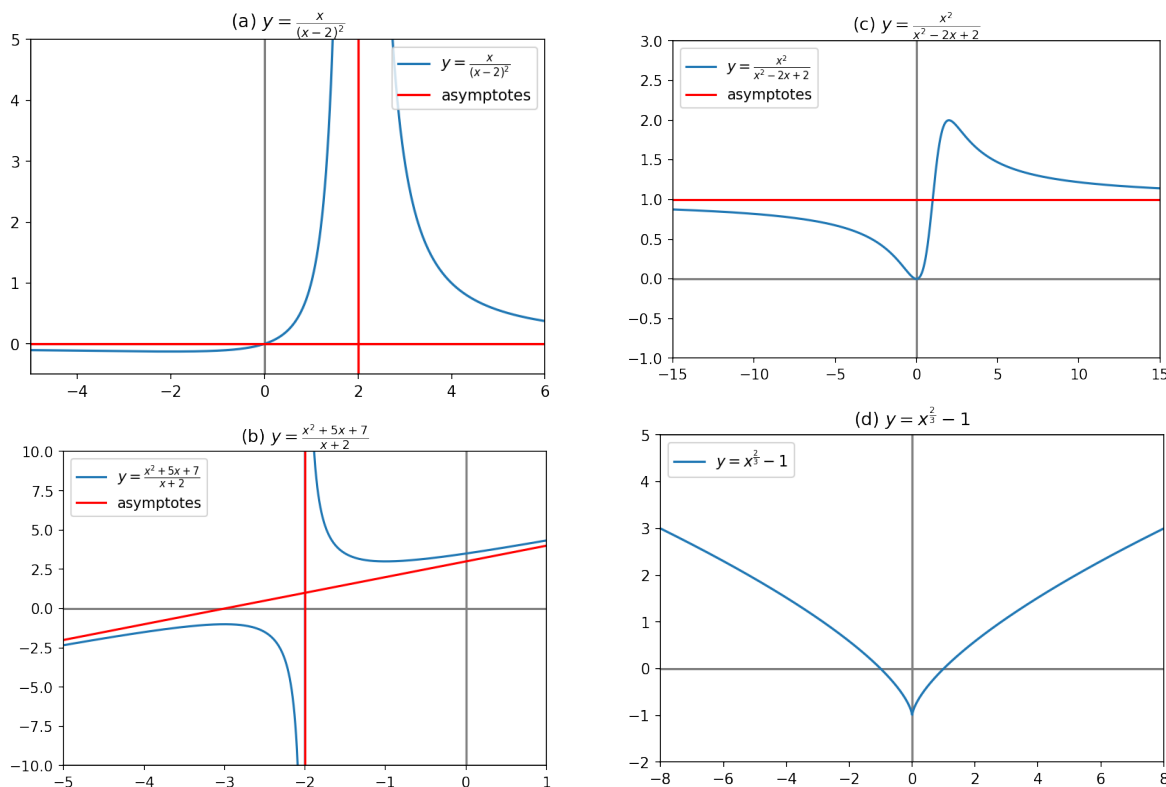 (a) y = x/(x−2)²
5
4
3
2
1
0
−4 −2 0 2 4 6
y = x/(x−2)²
asymptotes
(c) y = x²/(x²−2x+2)
3.0
2.5
2.0
1.5
1.0
0.5
0.0
−0.5
−1.0
−15 −10 −5 0 5 10 15
y = x²/(x²−2x+2)
asymptotes
(b) y = (x²+5x+7)/(x+2)
10.0
7.5
5.0
2.5
0.0
−2.5
−5.0
−7.5
−10.0
−5 −4 −3 −2 −1 0 1
y = (x²+5x+7)/(x+2)
asymptotes
(d) y = x^(2/3) − 1
5
4
3
2
1
0
−1
−2
−8 −6 −4 −2 0 2 4 6 8
y = x^(2/3) − 1